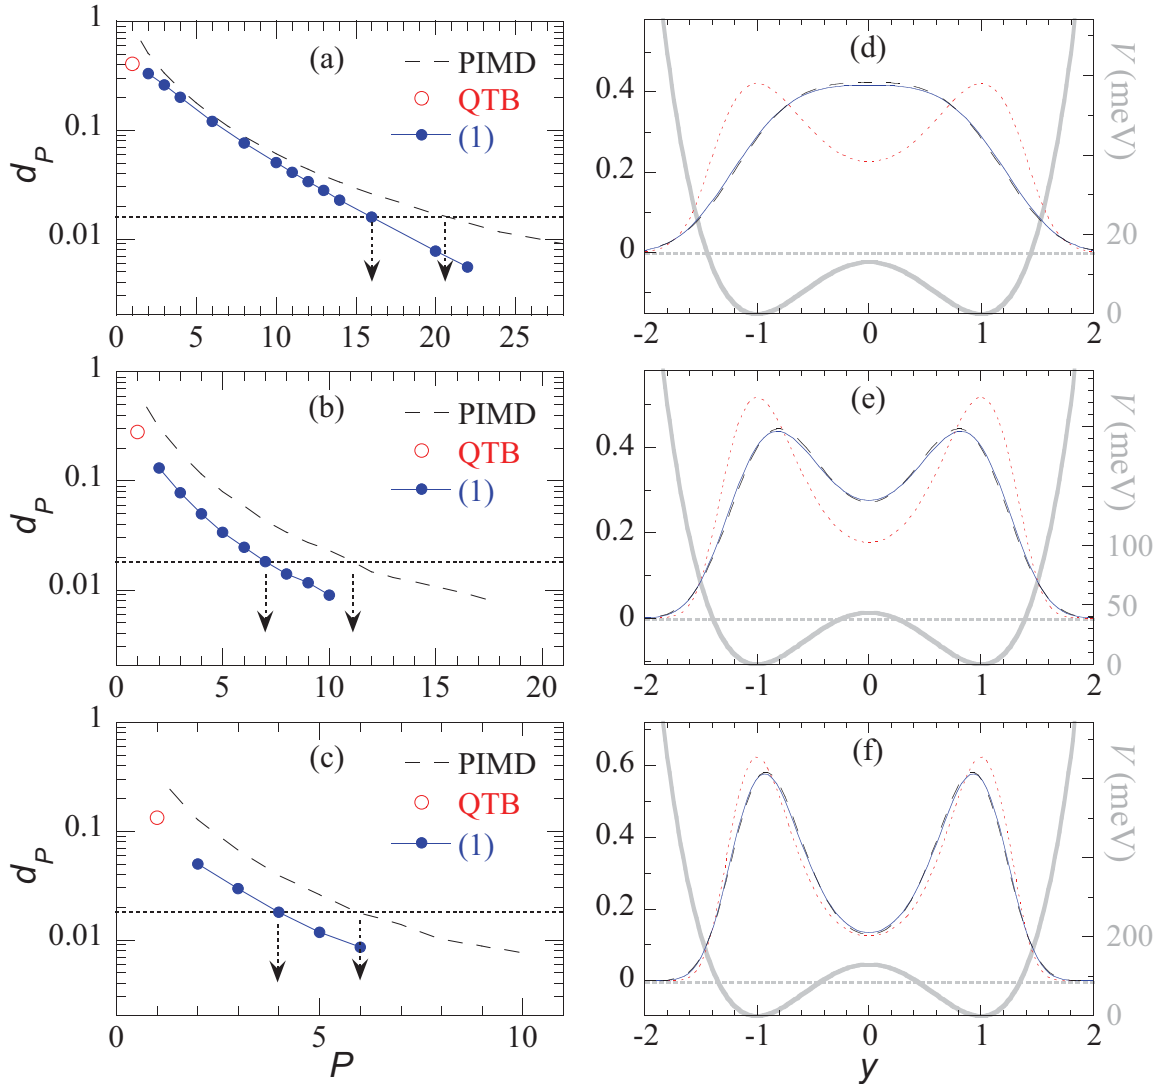 1
0.1
0.01
d_P
(a)
PIMD
QTB
(1)
0 5 10 15 20 25
0.4
0.2
0
(d)
V (meV)
20
0
-2 -1 0 1 2
1
0.1
0.01
d_P
(b)
PIMD
QTB
(1)
0 5 10 15 20
0.4
0.2
0
(e)
V (meV)
100
50
0
-2 -1 0 1 2
1
0.1
0.01
d_P
(c)
PIMD
QTB
(1)
0 5 10
P
0.6
0.4
0.2
0
(f)
V (meV)
200
0
-2 -1 0 1 2
y